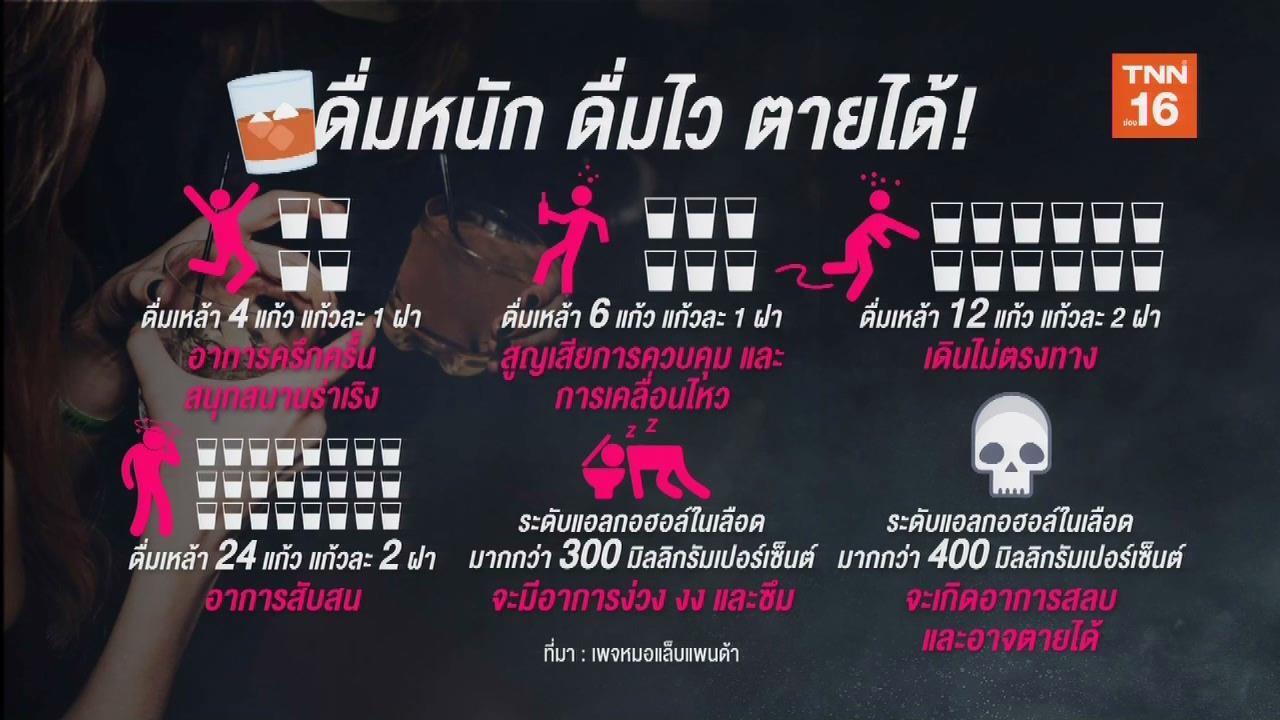 ดื่มหนัก ดื่มไว ตายได้!
TNN
ช่อง 16
ดื่มเหล้า 4 แก้ว แก้วละ 1 ฝา
อาการครึกครื้น
สนุกสนานร่าเริง
ดื่มเหล้า 6 แก้ว แก้วละ 1 ฝา
สูญเสียการควบคุม และ
การเคลื่อนไหว
ดื่มเหล้า 12 แก้ว แก้วละ 2 ฝา
เดินไม่ตรงทาง
ดื่มเหล้า 24 แก้ว แก้วละ 2 ฝา
อาการสับสน
z z
ระดับแอลกอฮอล์ในเลือด
มากกว่า 300 มิลลิกรัมเปอร์เซ็นต์
จะมีอาการง่วง งง และซึม
ระดับแอลกอฮอล์ในเลือด
มากกว่า 400 มิลลิกรัมเปอร์เซ็นต์
จะเกิดอาการสลบ
และอาจตายได้
ที่มา : เพจหมอแล็บแพนด้า